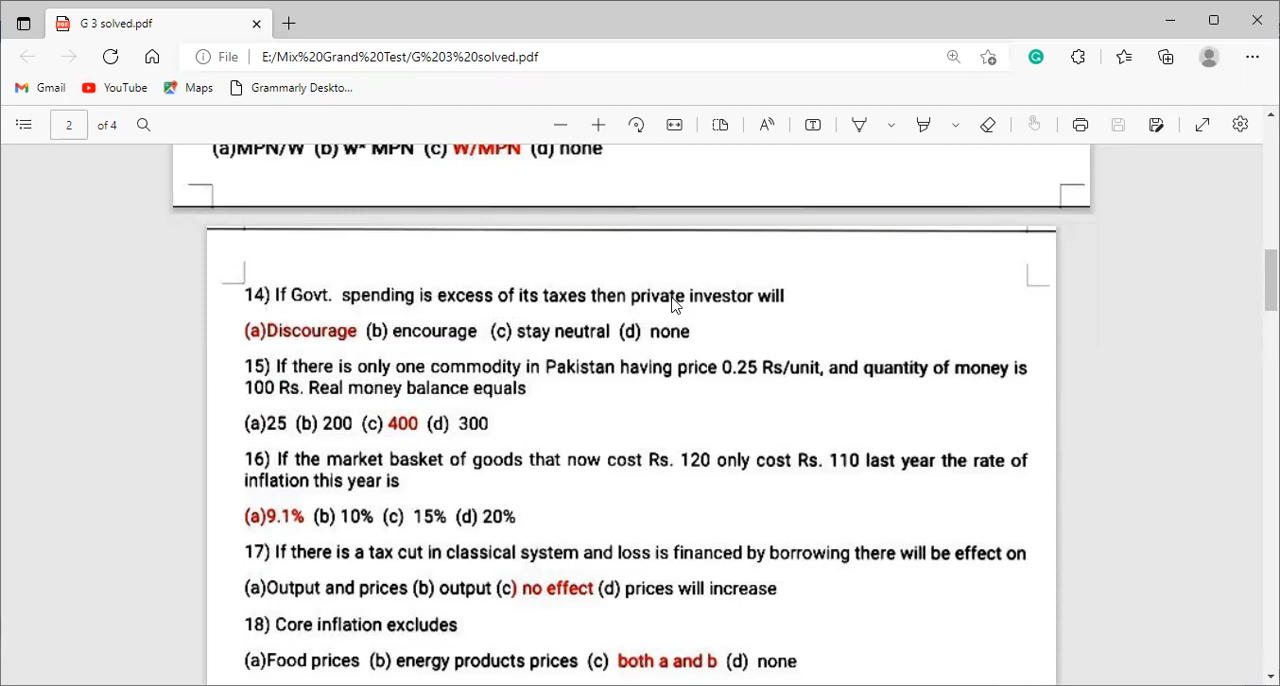 G 3 solved.pdf
File E:/Mix%20Grand%20Test/G%203%20solved.pdf
Gmail YouTube Maps Grammarly Deskto...
2 of 4
(a)MPN/W (b) W* MPN (c) W/MPN (d) none
14) If Govt. spending is excess of its taxes then private investor will
(a)Discourage (b) encourage (c) stay neutral (d) none
15) If there is only one commodity in Pakistan having price 0.25 Rs/unit, and quantity of money is
100 Rs. Real money balance equals
(a)25 (b) 200 (c) 400 (d) 300
16) If the market basket of goods that now cost Rs. 120 only cost Rs. 110 last year the rate of
inflation this year is
(a)9.1% (b) 10% (c) 15% (d) 20%
17) If there is a tax cut in classical system and loss is financed by borrowing there will be effect on
(a)Output and prices (b) output (c) no effect (d) prices will increase
18) Core inflation excludes
(a)Food prices (b) energy products prices (c) both a and b (d) none